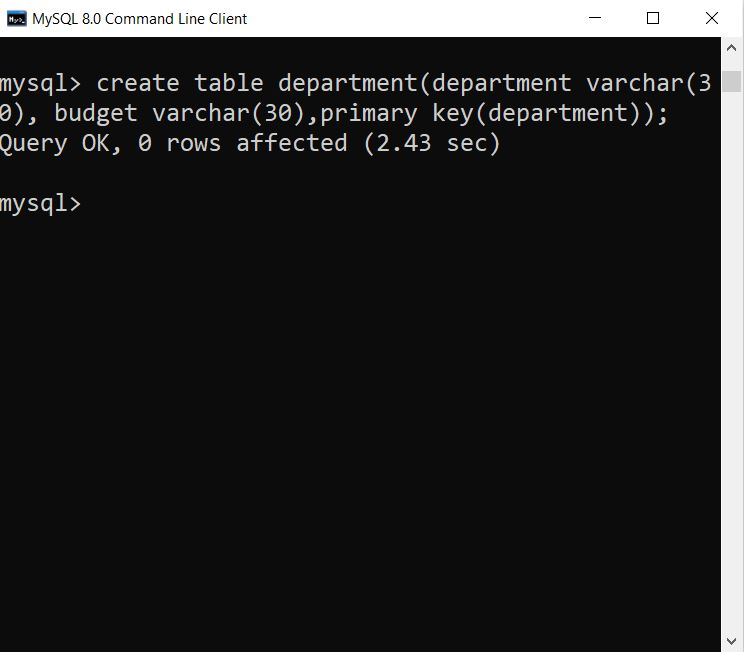 MySQL 8.0 Command Line Client
mysql> create table department(department varchar(3
0), budget varchar(30),primary key(department));
Query OK, 0 rows affected (2.43 sec)
mysql>